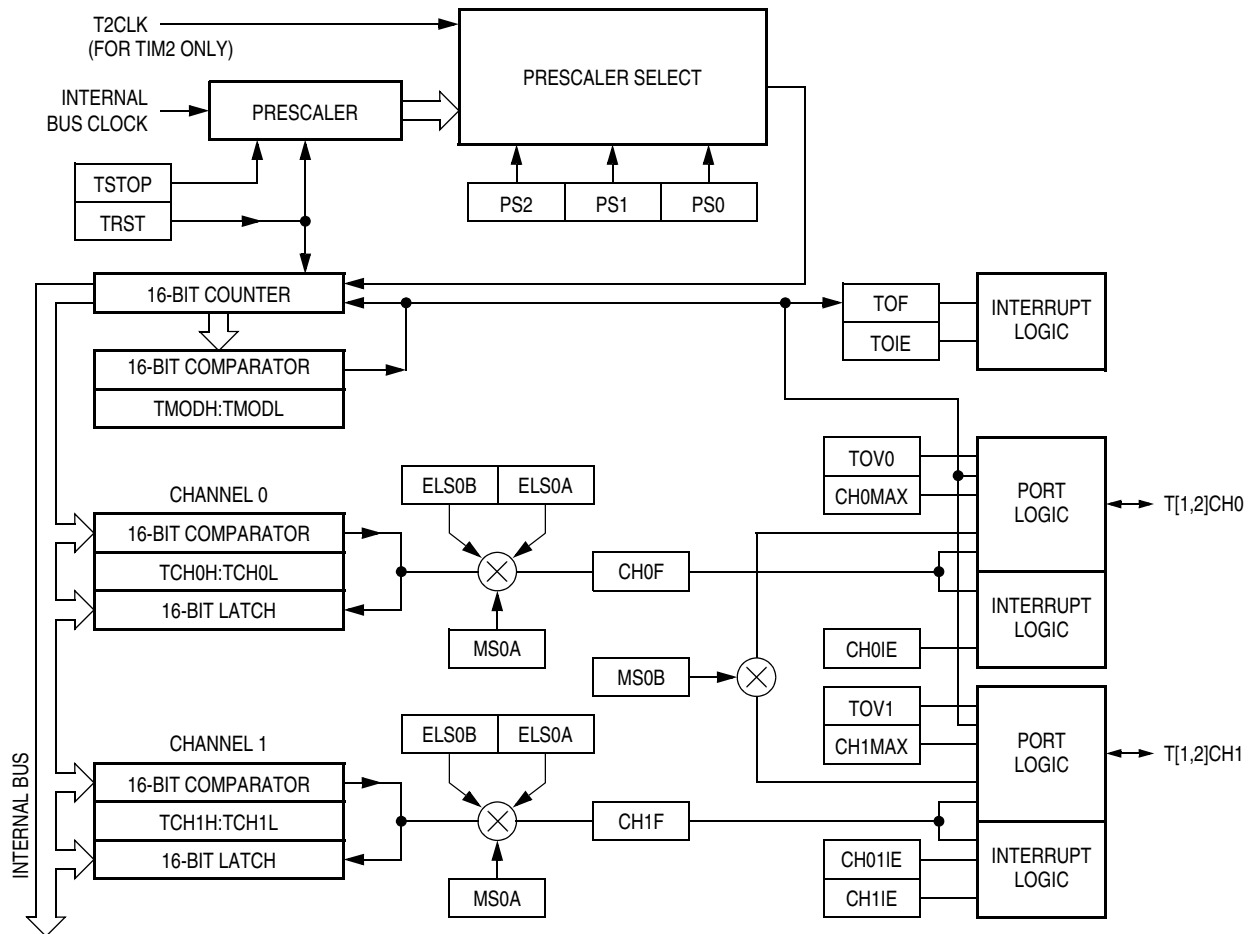 T2CLK
(FOR TIM2 ONLY)
PRESCALER SELECT
INTERNAL
BUS CLOCK
PRESCALER
TSTOP
TRST
PS2
PS1
PS0
16-BIT COUNTER
TOF
TOIE
INTERRUPT
LOGIC
16-BIT COMPARATOR
TMODH:TMODL
CHANNEL 0
ELS0B
ELS0A
TOV0
CH0MAX
PORT
LOGIC
T[1,2]CH0
16-BIT COMPARATOR
TCH0H:TCH0L
16-BIT LATCH
CH0F
MS0A
INTERRUPT
LOGIC
CH0IE
MS0B
CHANNEL 1
ELS0B
ELS0A
TOV1
CH1MAX
PORT
LOGIC
T[1,2]CH1
16-BIT COMPARATOR
TCH1H:TCH1L
16-BIT LATCH
CH1F
MS0A
CH01IE
CH1IE
INTERRUPT
LOGIC
INTERNAL BUS